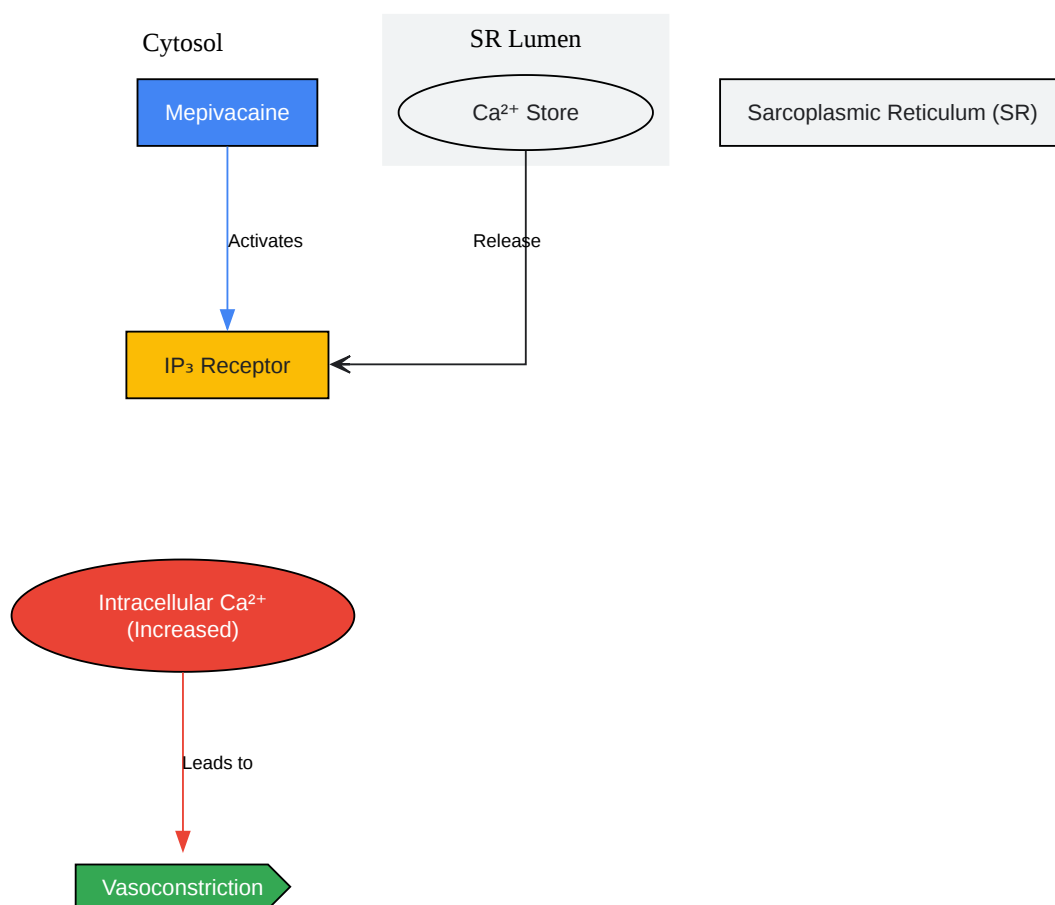 Cytosol
SR Lumen
Mepivacaine
Ca²⁺ Store
Sarcoplasmic Reticulum (SR)
Activates
Release
IP₃ Receptor
Intracellular Ca²⁺
(Increased)
Leads to
Vasoconstriction